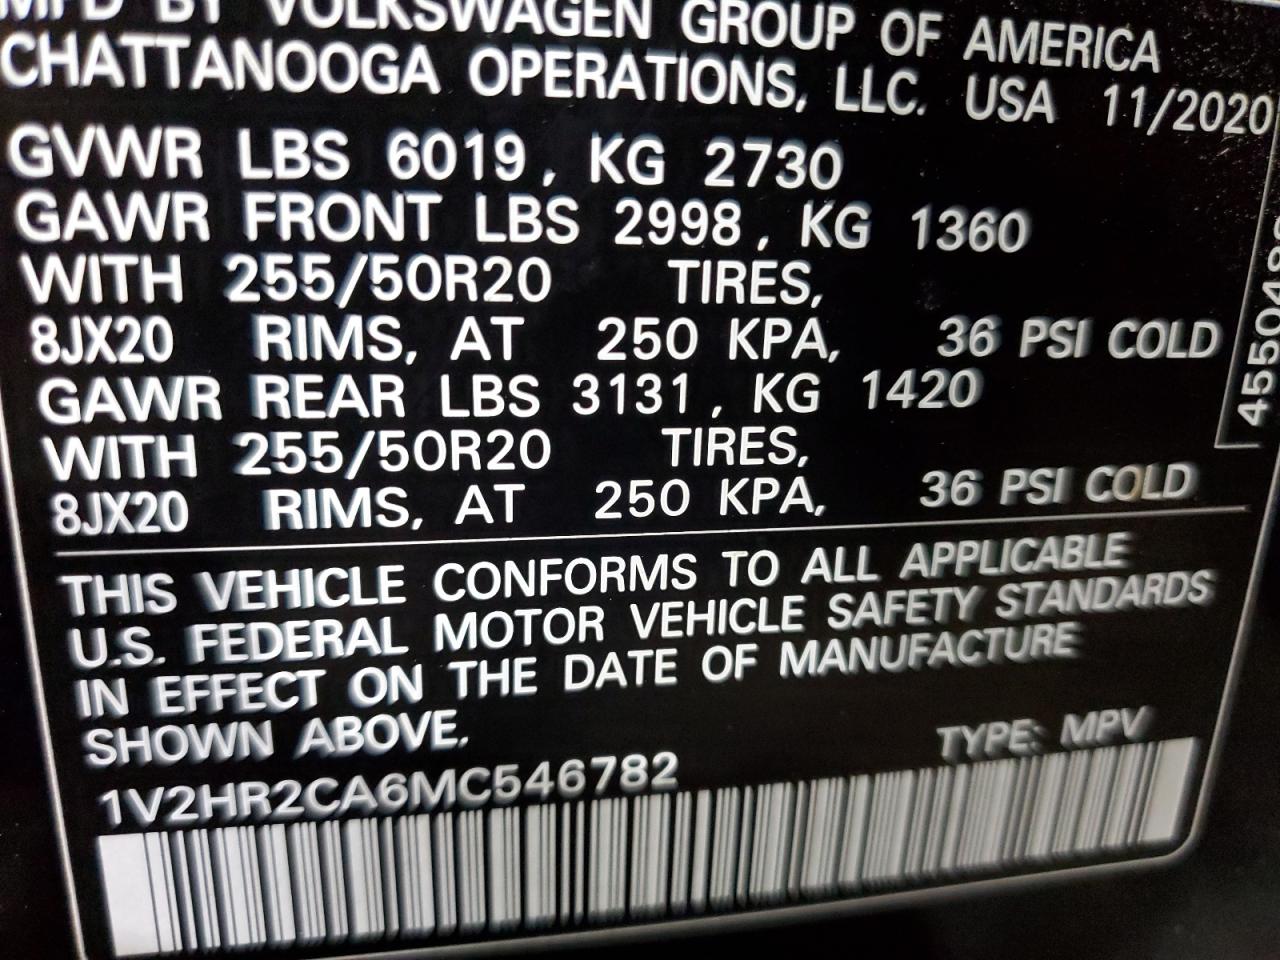 MFD BY VOLKSWAGEN GROUP OF AMERICA
CHATTANOOGA OPERATIONS, LLC. USA 11/2020
GVWR LBS 6019, KG 2730
GAWR FRONT LBS 2998, KG 1360
WITH 255/50R20 TIRES,
8JX20 RIMS, AT 250 KPA, 36 PSI COLD
GAWR REAR LBS 3131, KG 1420
WITH 255/50R20 TIRES,
8JX20 RIMS, AT 250 KPA, 36 PSI COLD
THIS VEHICLE CONFORMS TO ALL APPLICABLE
U.S. FEDERAL MOTOR VEHICLE SAFETY STANDARDS
IN EFFECT ON THE DATE OF MANUFACTURE
SHOWN ABOVE.
TYPE: MPV
1V2HR2CA6MC546782